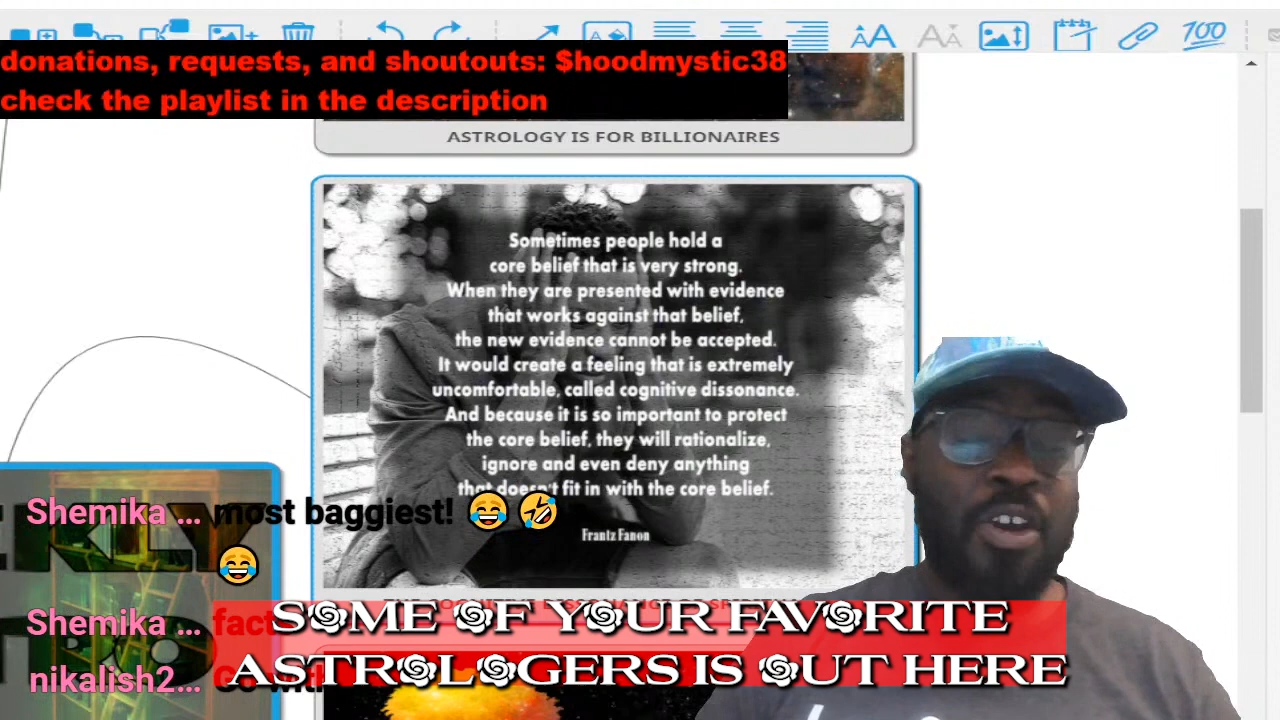 100
donations, requests, and shoutouts: $hoodmystic38
check the playlist in the description
ASTROLOGY IS FOR BILLIONAIRES
Sometimes people hold a
core belief that is very strong.
When they are presented with evidence
that works against that belief,
the new evidence cannot be accepted.
It would create a feeling that is extremely
uncomfortable, called cognitive dissonance.
And because it is so important to protect
the core belief, they will rationalize,
ignore and even deny anything
that doesn't fit in with the core belief.
Frantz Fanon
Shemika ... most baggiest! 😂 🤣
😂
Shemika ... fact
nikalish2...
SOME OF YOUR FAVORITE
ASTROLOGERS IS OUT HERE